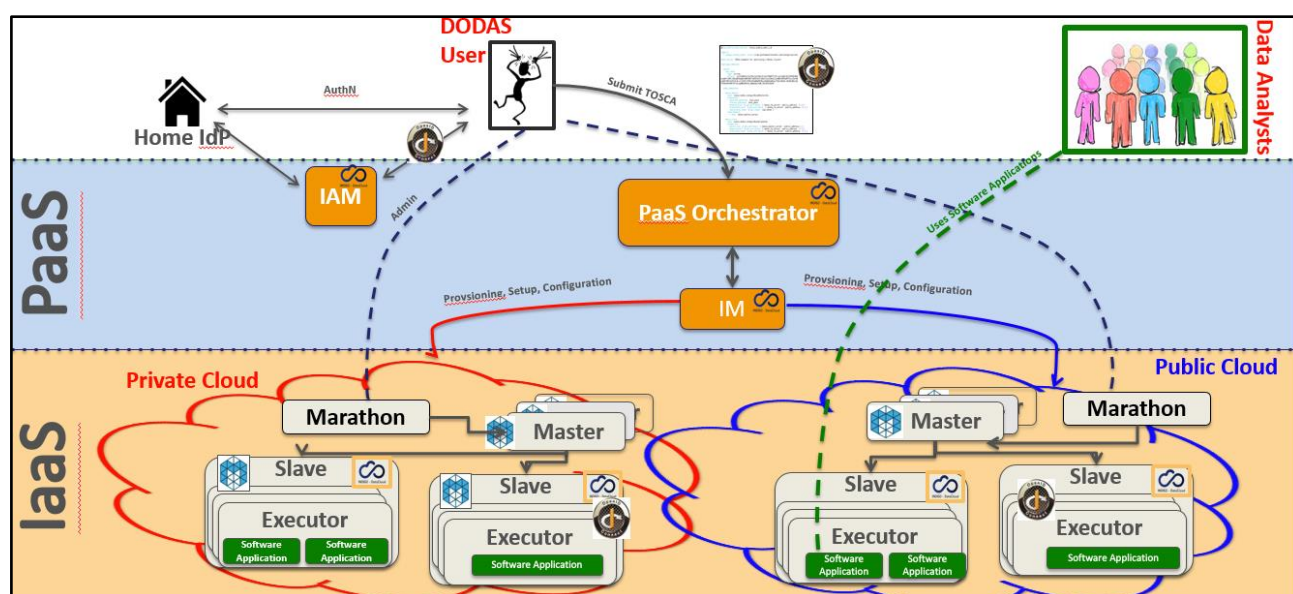 DODAS
User
Data Analysts
AuthN
Submit TOSCA
Home IdP
IAM
Admin
PaaS
PaaS Orchestrator
Uses Software Applications
Provsioning, Setup, Configuration
IM
Provsioning, Setup, Configuration
IaaS
Private Cloud
Public Cloud
Marathon
Master
Master
Marathon
Slave
Slave
Slave
Slave
Executor
Executor
Executor
Executor
Software
Application
Software
Application
Software Application
Software
Application
Software
Application
Software Application